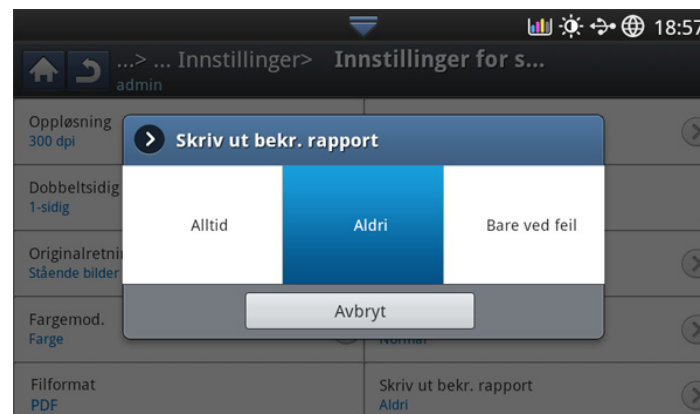 18:57
...> ... Innstillinger> Innstillinger for s...
admin
Oppløsning
300 dpi
Skriv ut bekr. rapport
Dobbeltsidig
1-sidig
Alltid Aldri Bare ved feil
Stående bilder
Avbryt
Fargemod.
Farge
Normal
Filformat
PDF
Skriv ut bekr. rapport
Aldri